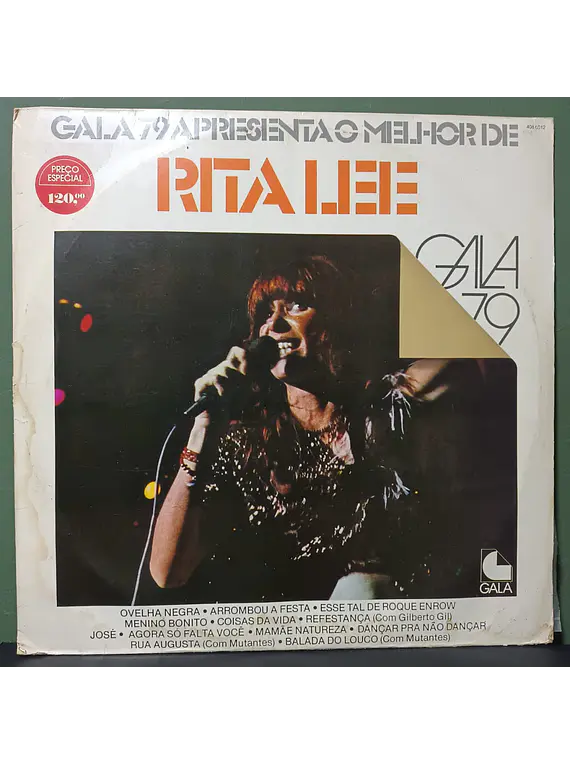 GALA 79 APRESENTA O MELHOR DE
RITA LEE
PREÇO
ESPECIAL
120,00
GALA
79
GALA
OVELHA NEGRA • ARROMBOU A FESTA • ESSE TAL DE ROQUE ENROW
MENINO BONITO • COISAS DA VIDA • REFESTANÇA (Com Gilberto Gil)
JOSÉ • AGORA SÓ FALTA VOCÊ • MAMÃE NATUREZA • DANÇAR PRA NÃO DANÇAR
RUA AUGUSTA (Com Mutantes) • BALADA DO LOUCO (Com Mutantes)